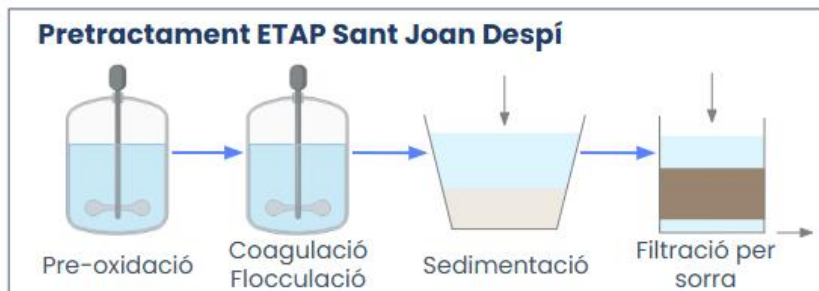 Pretractament ETAP Sant Joan Despí
Pre-oxidació
Coagulació
Flocculació
Sedimentació
Filtració per
sorra